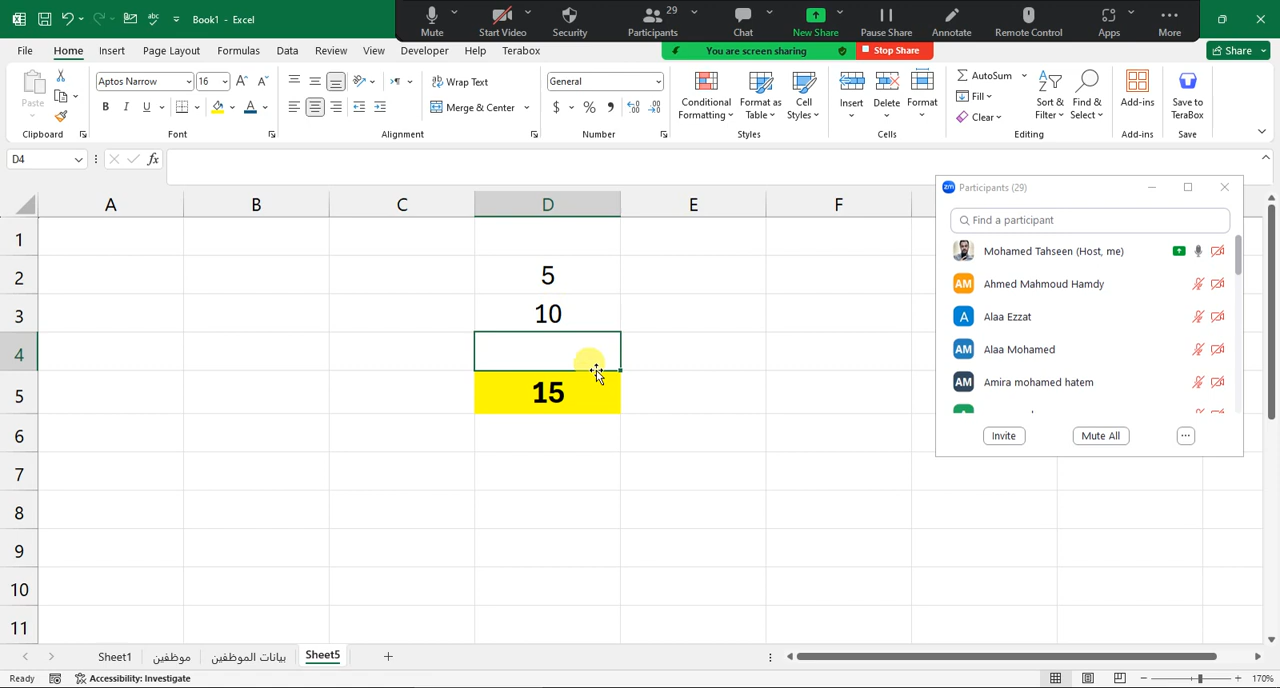 Book1 - Excel
Mute
Start Video
Security
Participants
29
Chat
New Share
Pause Share
Annotate
Remote Control
Apps
More
You are screen sharing
Stop Share
File
Home
Insert
Page Layout
Formulas
Data
Review
View
Developer
Help
Terabox
Share
Paste
Clipboard
Aptos Narrow
16
B I U
Font
Wrap Text
Merge & Center
Alignment
General
$ % 9
Number
Conditional
Formatting
Format as
Table
Cell
Styles
Styles
Insert
Delete
Format
Cells
AutoSum
Fill
Clear
Sort &
Filter
Find &
Select
Editing
Add-ins
Add-ins
Save to
TeraBox
Save
D4
fx
A B C D E F
1
2 5
3 10
4
5 15
6
7
8
9
10
11
Participants (29)
Find a participant
Mohamed Tahseen (Host, me)
AM Ahmed Mahmoud Hamdy
A Alaa Ezzat
AM Alaa Mohamed
AM Amira mohamed hatem
Invite
Mute All
...
Sheet1
موظفين
بيانات الموظفين
Sheet5
Ready
Accessibility: Investigate
170%